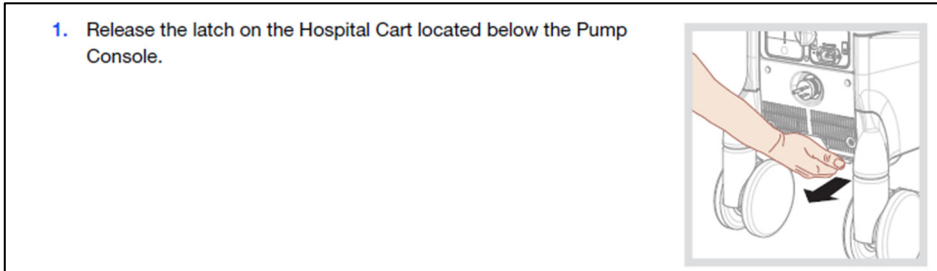 1. Release the latch on the Hospital Cart located below the Pump
Console.